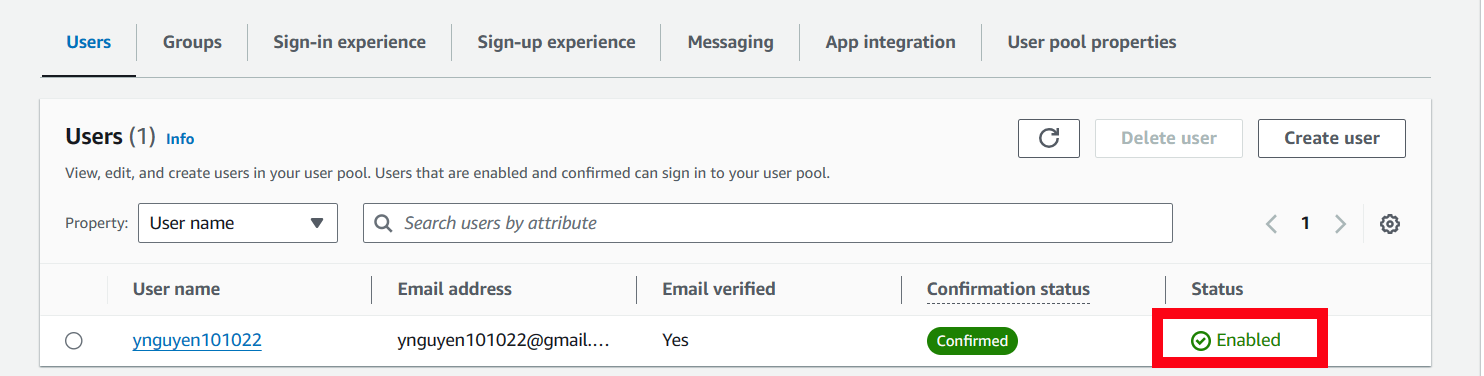 Users Groups Sign-in experience Sign-up experience Messaging App integration User pool properties
Users (1) Info
Delete user
Create user
View, edit, and create users in your user pool. Users that are enabled and confirmed can sign in to your user pool.
Property: User name
Search users by attribute
1
User name Email address Email verified Confirmation status Status
ynguyen101022 ynguyen101022@gmail.… Yes Confirmed Enabled